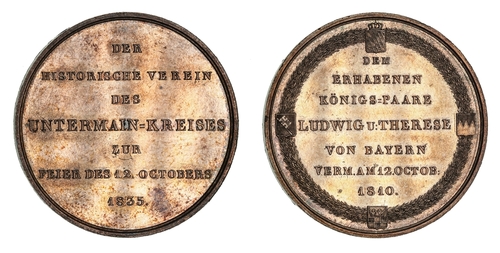 DER
HISTORISCHE VEREIN
DES
UNTERMAIN=KREISES
ZUR
FEIER DES 12. OCTOBERS
1835.
DEM
ERHABENEN
KÖNIGS=PAARE
LUDWIG U: THERESE
VON BAYERN
VERM. AM 12. OCTOB:
1810.